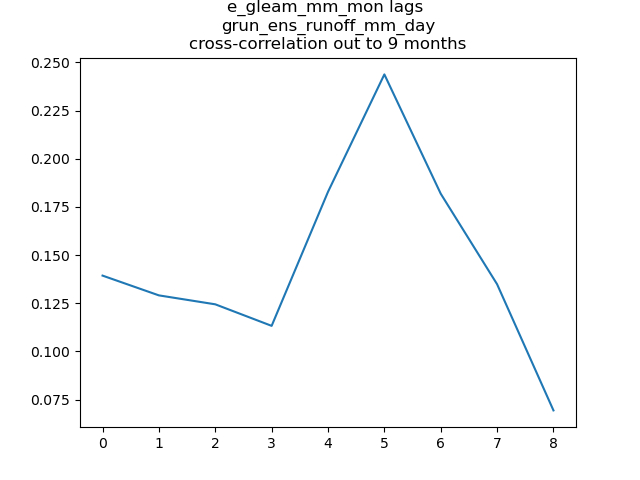 e_gleam_mm_mon lags
grun_ens_runoff_mm_day
cross-correlation out to 9 months
0.250
0.225
0.200
0.175
0.150
0.125
0.100
0.075
0 1 2 3 4 5 6 7 8